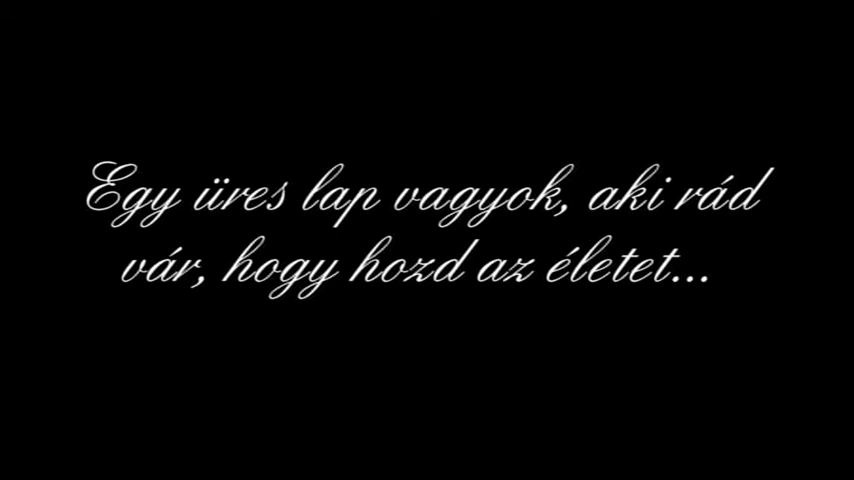 Egy üres lap vagyok, aki rád
vár, hogy hozd az életet...